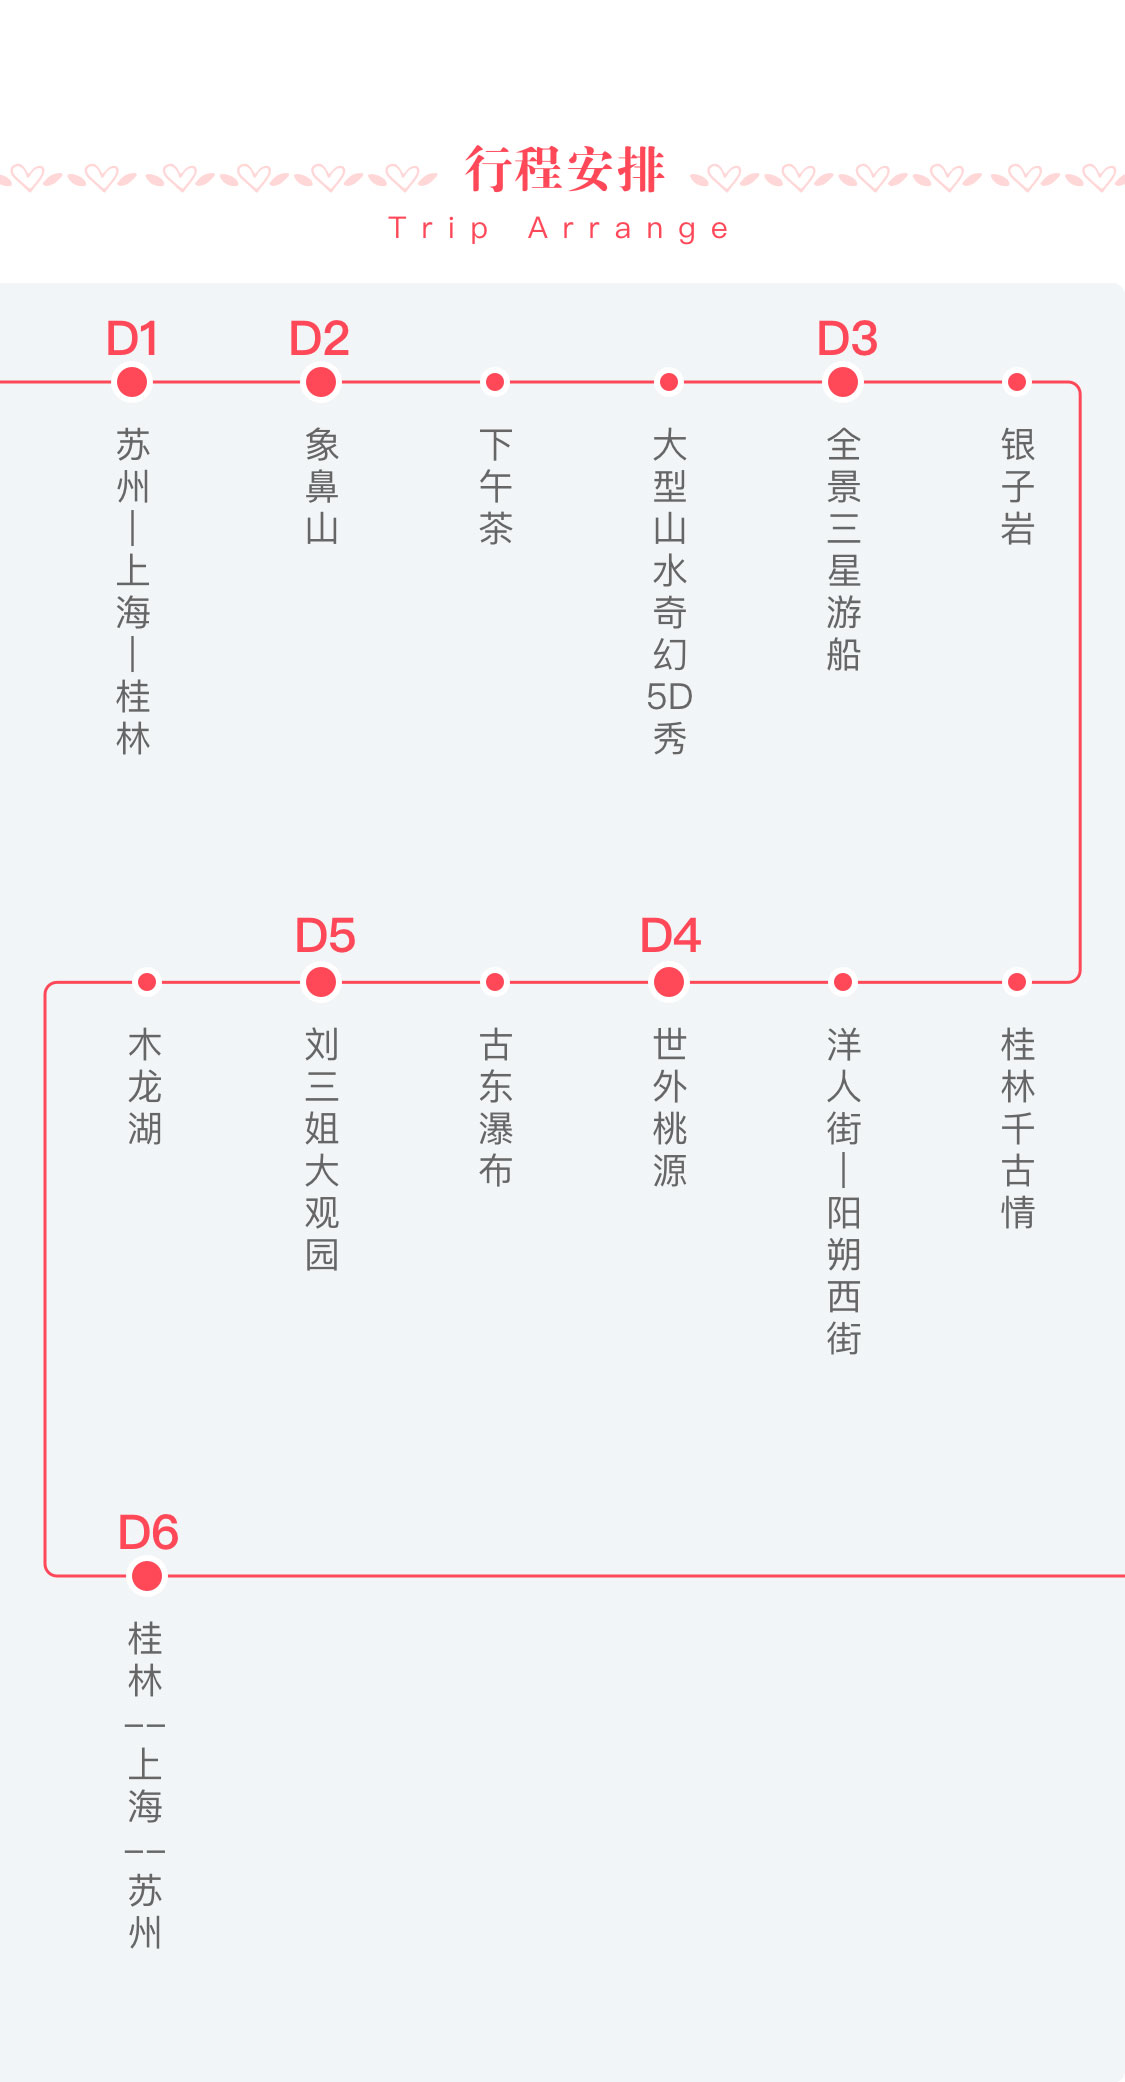 行程安排
Trip Arrange
D1
苏州—上海—桂林
D2
象鼻山
下午茶
大型山水奇幻5D秀
D3
全景三星游船
银子岩
桂林千古情
洋人街—阳朔西街
D4
世外桃源
古东瀑布
D5
刘三姐大观园
木龙湖
D6
桂林--上海--苏州